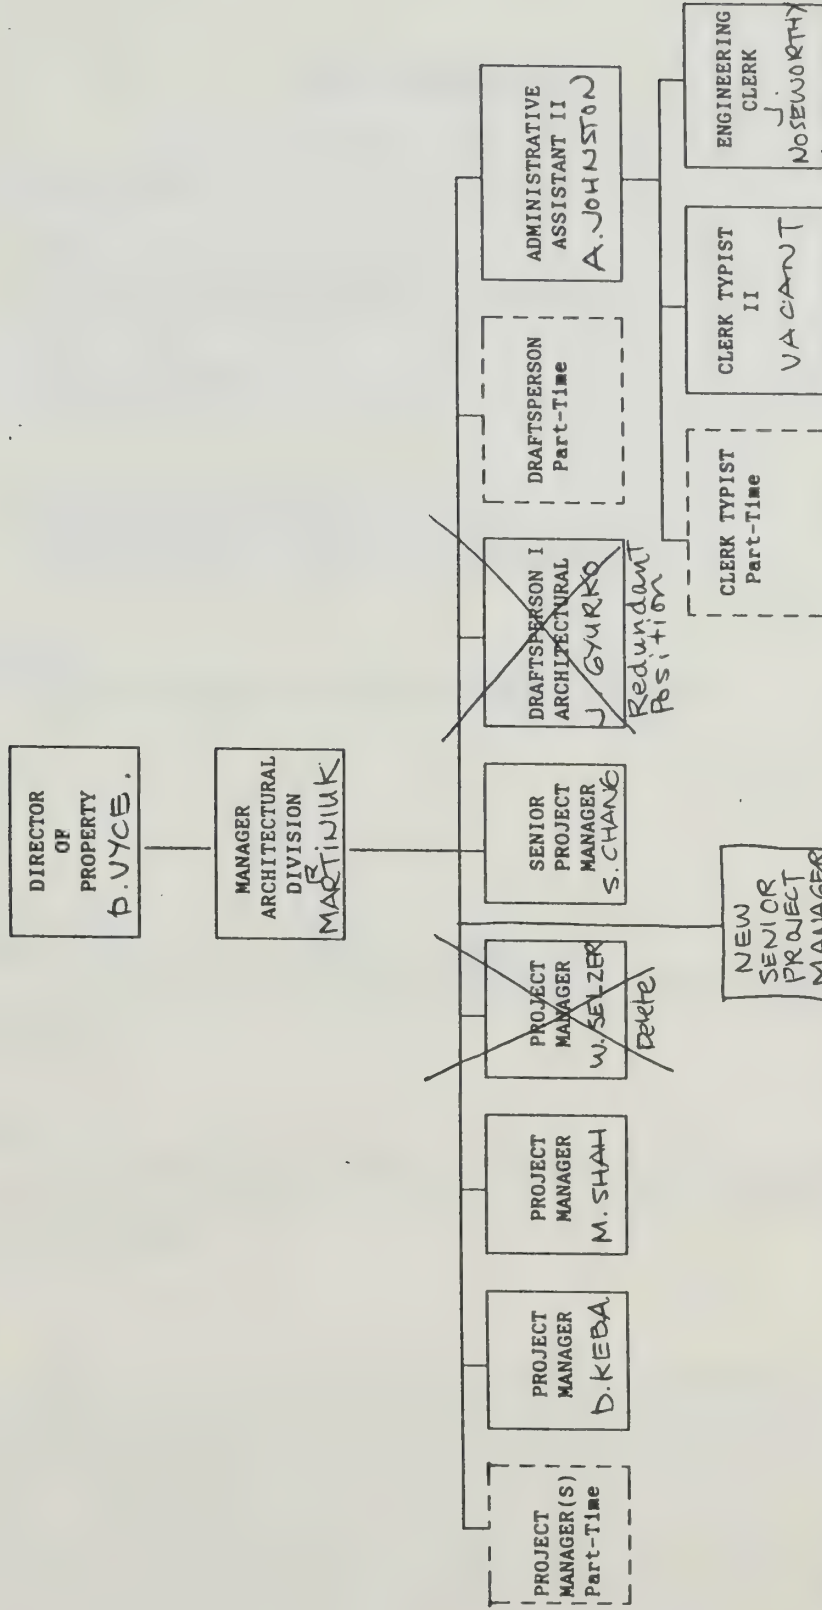 DIRECTOR
OF
PROPERTY
D. VYCE.
MANAGER
ARCHITECTURAL
DIVISION
R
MARTINIUK
PROJECT
MANAGER(S)
Part-Time
PROJECT
MANAGER
D. KEBA
PROJECT
MANAGER
M. SHAH
PROJECT
MANAGER
W. SELZER
Delete
NEW
SENIOR
PROJECT
MANAGER
SENIOR
PROJECT
MANAGER
S. CHANG
DRAFTSPERSON I
ARCHITECTURAL
J GYURKO
Redundant
Position
DRAFTSPERSON
Part-Time
ADMINISTRATIVE
ASSISTANT II
A. JOHNSTON
CLERK TYPIST
Part-Time
CLERK TYPIST
II
VACANT
ENGINEERING
CLERK
J.
NOSEWORTHY